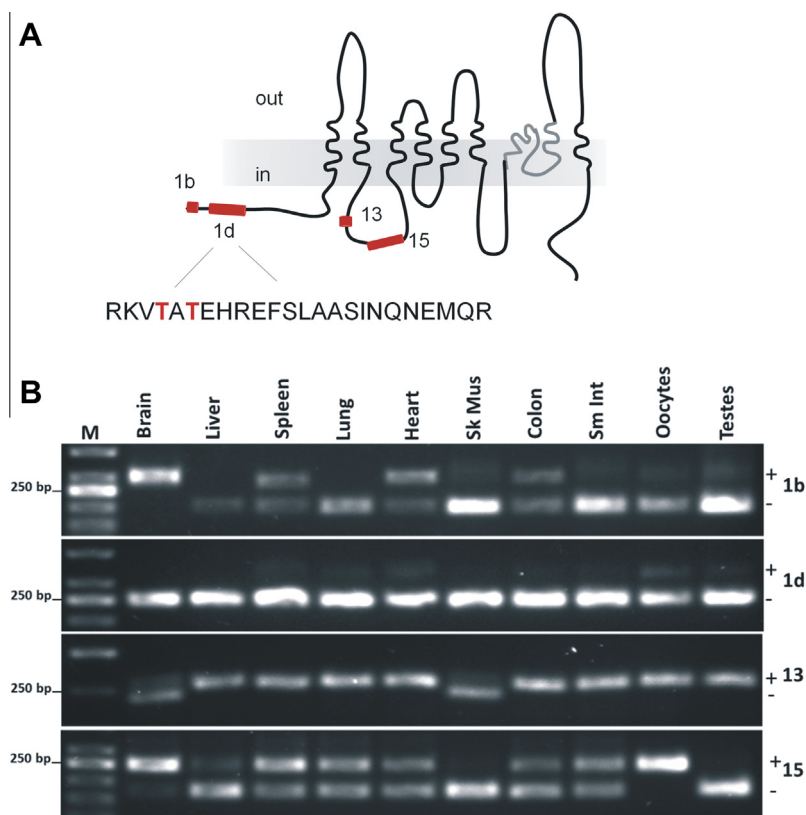 A
out
in
1b
1d
13
15
RKVTATEHREFSLAASINQNEMQR
B
M
Brain
Liver
Spleen
Lung
Heart
Sk Mus
Colon
Sm Int
Oocytes
Testes
250 bp
+
-
1b
250 bp
+
-
1d
250 bp
+
-
13
250 bp
+
-
15